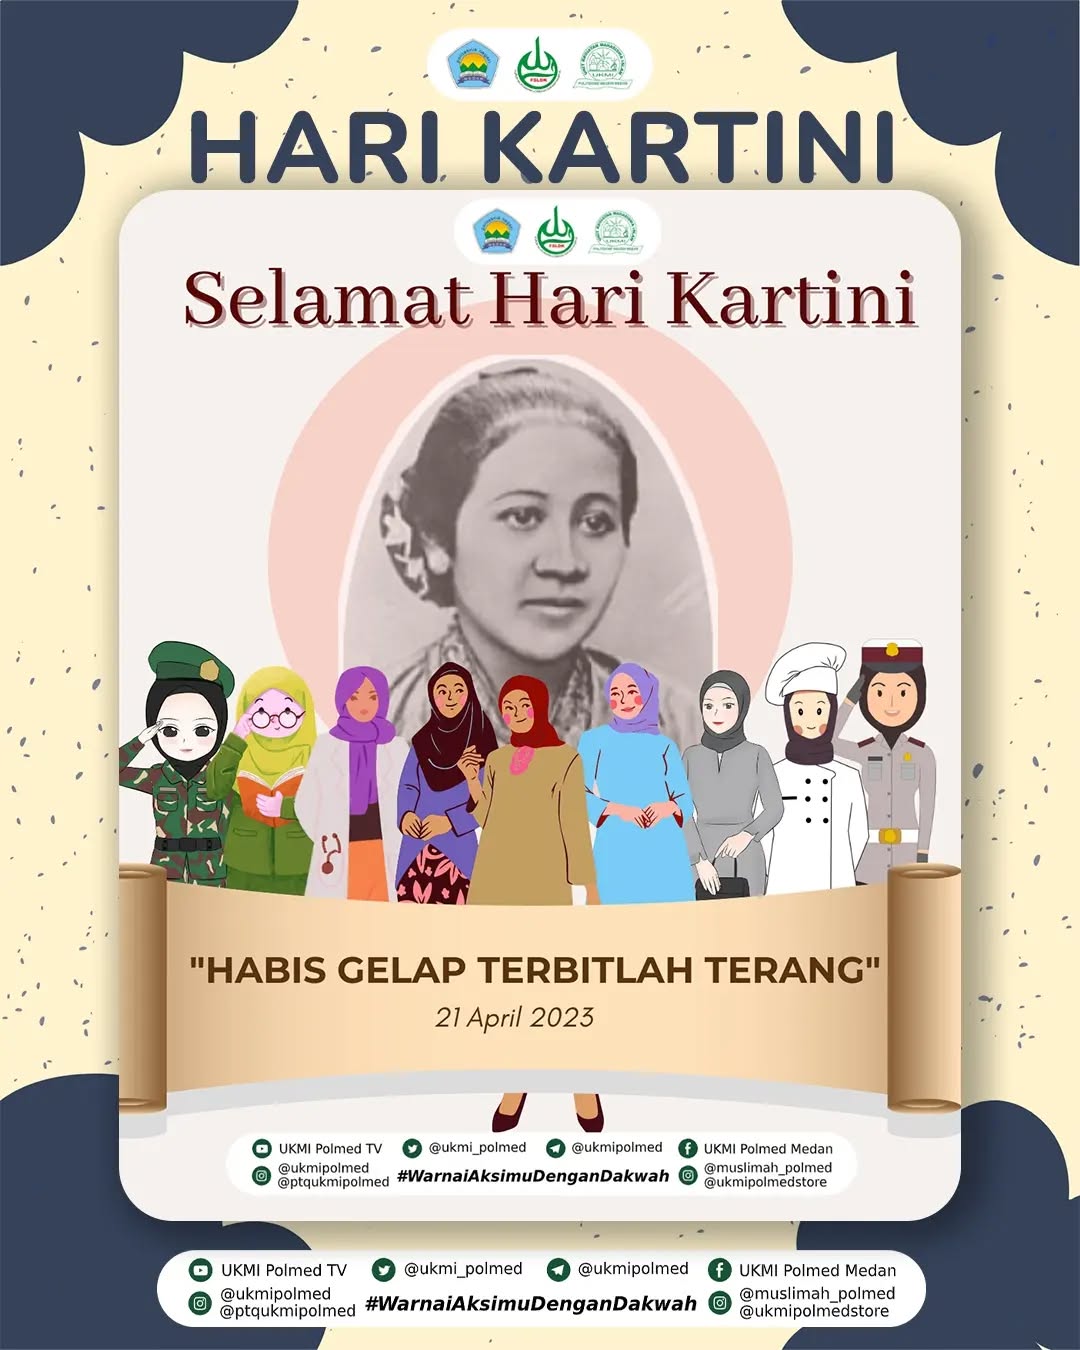 HARI KARTINI
Selamat Hari Kartini
"HABIS GELAP TERBITLAH TERANG"
21 April 2023
UKMI Polmed TV @ukmi_polmed @ukmipolmed UKMI Polmed Medan
@ukmipolmed
@ptqukmipolmed #WarnaiAksimuDenganDakwah @muslimah_polmed
@ukmipolmedstore
UKMI Polmed TV @ukmi_polmed @ukmipolmed UKMI Polmed Medan
@ukmipolmed
@ptqukmipolmed #WarnaiAksimuDenganDakwah @muslimah_polmed
@ukmipolmedstore